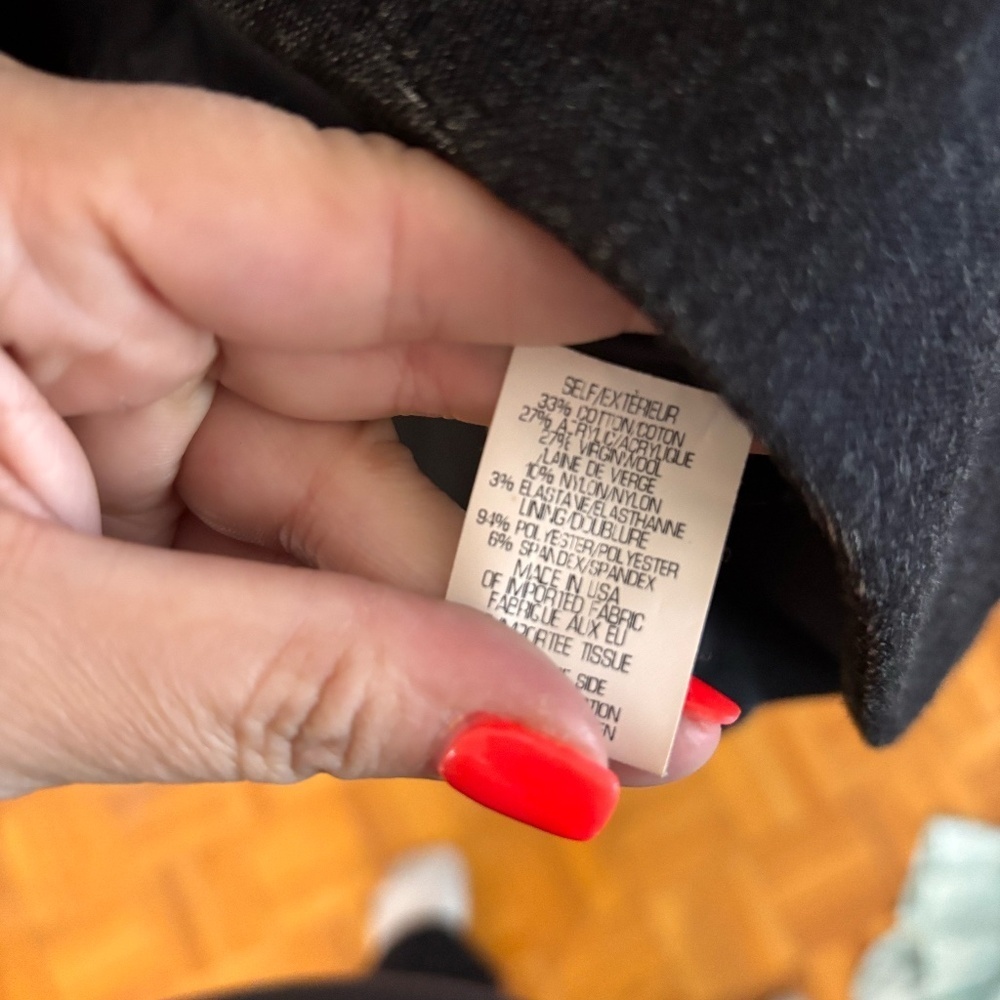 SELF/EXTÉRIEUR
33% COTTON/COTON
27% ACRYLIC/ACRYLIQUE
27% VIRGIN WOOL
/LAINE DE VERGE
10% NYLON/NYLON
3% ELASTANE/ELASTHANNE
LINING/DOUBLURE
94% POLYESTER/POLYESTER
6% SPANDEX/SPANDEX
MADE IN USA
OF IMPORTED FABRIC
FABRIQUE AUX EU
TISSUE
SIDE